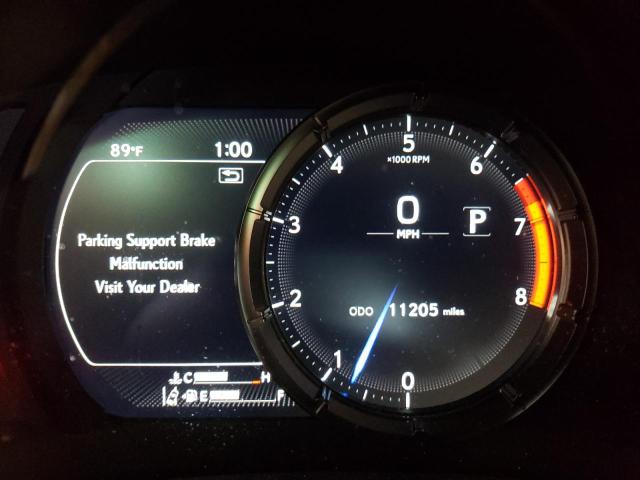 89°F 1:00
Parking Support Brake
Malfunction
Visit Your Dealer
C H
E F
5
×1000 RPM
4 6
0
MPH
P
3 7
2 8
ODO 11205 miles
1 0